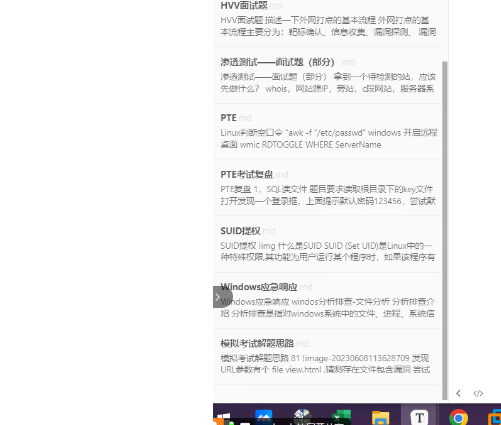 HVV面试题.md
HVV面试题 描述一下外网打点的基本流程 外网打点的基
本流程主要分为：靶标确认、信息收集、漏洞探测、漏洞
渗透测试——面试题（部分）.md
渗透测试——面试题（部分） 拿到一个待检测的站，应该
先做什么？ whois，网站源IP，旁站，c段网站，服务器系
PTE.md
Linux判断空口令 "awk -f "/etc/passwd" windows 开启远程
桌面 wmic RDTOGGLE WHERE ServerName
PTE考试复盘.md
PTE复盘 1，SQL读文件 题目要求读取根目录下的key文件
打开发现一个登录框，上面提示默认密码123456，尝试默
SUID提权.md
SUID提权 !img 什么是SUID SUID (Set UID)是Linux中的一
种特殊权限,其功能为用户运行某个程序时，如果该程序有
Windows应急响应.md
Windows应急响应 windos分析排查-文件分析 分析排查介
绍 分析排查是指对windows系统中的文件、进程、系统信
模拟考试解题思路.md
模拟考试解题思路 81 !image-20230608113628709 发现
URL参数有个 file view.html ,猜测存在文件包含漏洞 尝试